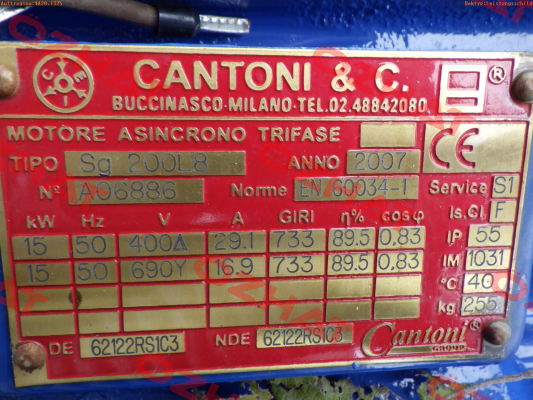 CANTONI & C. ®
BUCCINASCO-MILANO-TEL.02.48842080
MOTORE ASINCRONO TRIFASE CE
TIPO Sg 200L8 ANNO 2007
N° A06886 Norme EN 60034-1 Service S1
kW Hz V A GIRI η% cosφ Is.Cl F
15 50 400Δ 29.1 733 89.5 0,83 IP 55
15 50 690Y 16.9 733 89.5 0,83 IM 1031
°C 40
kg 255
DE 62122RS1C3 NDE 62122RS1C3 Cantoni®
GROUP